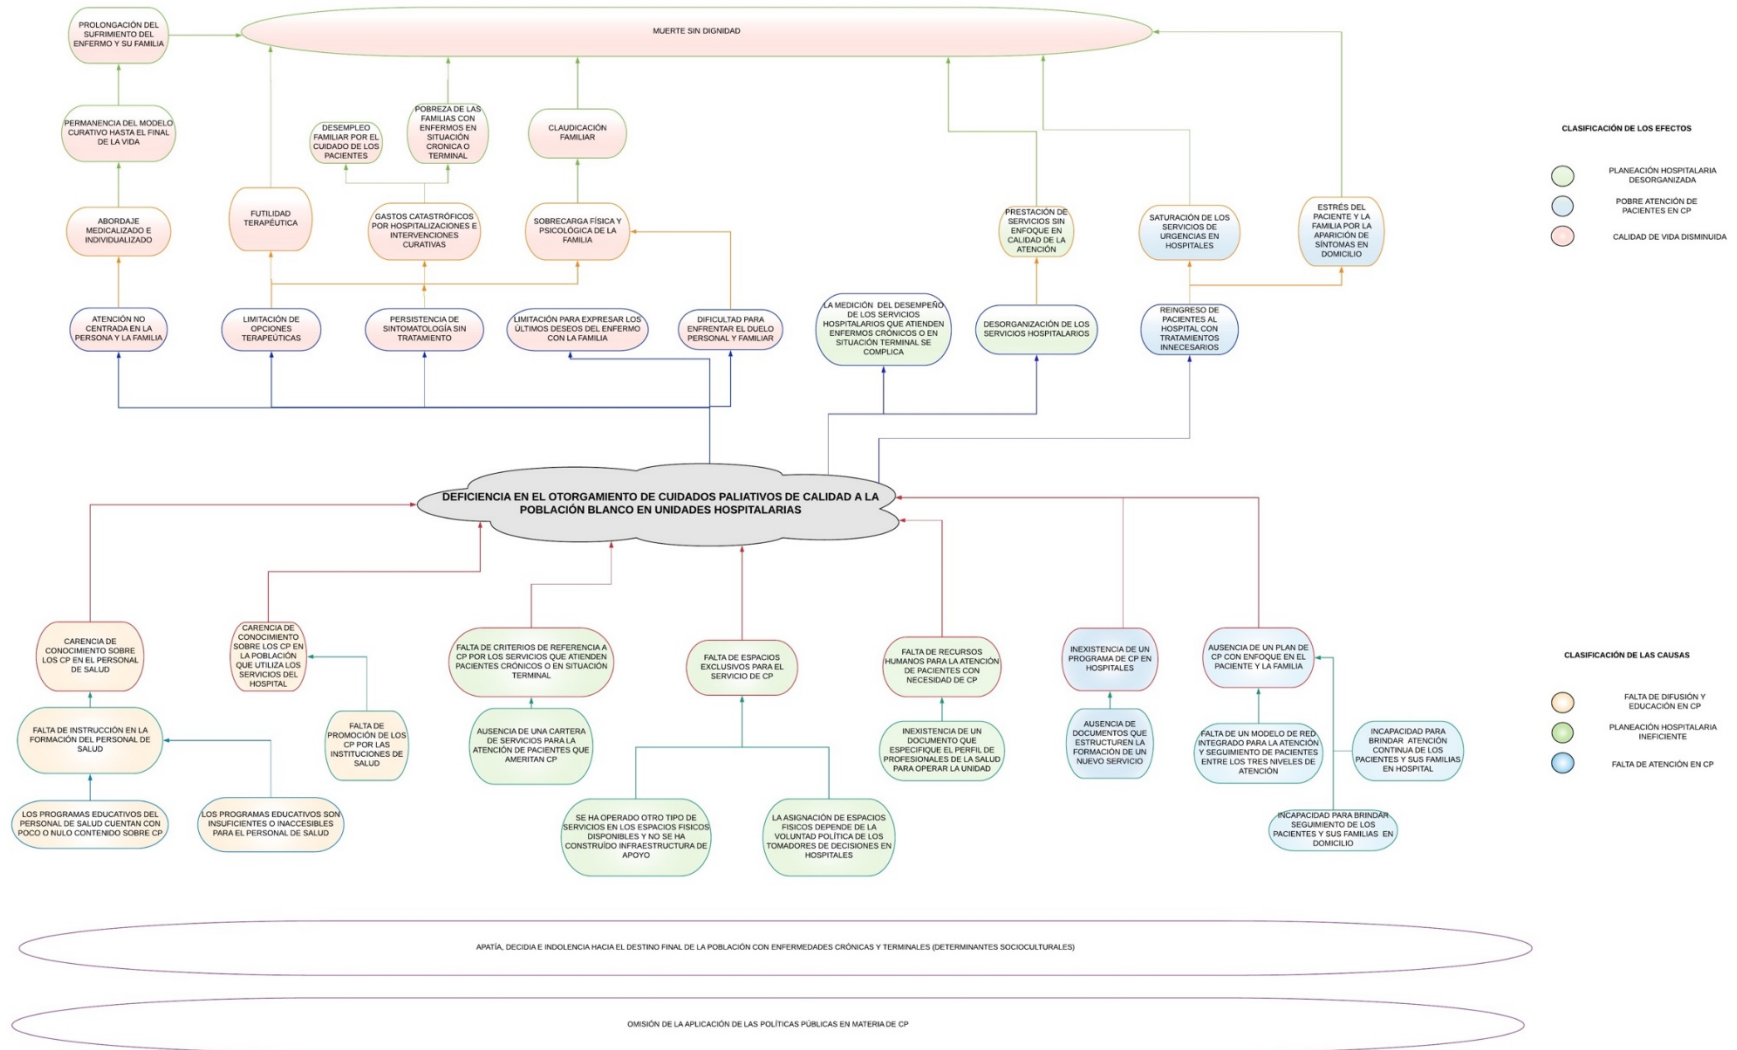 PROLONGACIÓN DEL
SUFRIMIENTO DEL
ENFERMO Y SU FAMILIA
MUERTE SIN DIGNIDAD
PERMANENCIA DEL MODELO
CURATIVO HASTA EL FINAL
DE LA VIDA
DESEMPLEO
FAMILIAR POR EL
CUIDADO DE LOS
PACIENTES
POBREZA DE LAS
FAMILIAS CON
ENFERMOS EN
SITUACIÓN
CRONICA O
TERMINAL
CLAUDICACIÓN
FAMILIAR
CLASIFICACIÓN DE LOS EFECTOS
PLANEACIÓN HOSPITALARIA
DESORGANIZADA
POBRE ATENCIÓN DE
PACIENTES EN CP
CALIDAD DE VIDA DISMINUIDA
ABORDAJE
MEDICALIZADO E
INDIVIDUALIZADO
FUTILIDAD
TERAPÉUTICA
GASTOS CATASTRÓFICOS
POR HOSPITALIZACIONES E
INTERVENCIONES
CURATIVAS
SOBRECARGA FÍSICA Y
PSICOLÓGICA DE LA
FAMILIA
PRESTACIÓN DE
SERVICIOS SIN
ENFOQUE EN
CALIDAD DE LA
ATENCIÓN
SATURACIÓN DE LOS
SERVICIOS DE
URGENCIAS EN
HOSPITALES
ESTRÉS DEL
PACIENTE Y LA
FAMILIA POR LA
APARICIÓN DE
SÍNTOMAS EN
DOMICILIO
ATENCIÓN NO
CENTRADA EN LA
PERSONA Y LA FAMILIA
LIMITACIÓN DE
OPCIONES
TERAPEÚTICAS
PERSISTENCIA DE
SINTOMATOLOGÍA SIN
TRATAMIENTO
LIMITACIÓN PARA EXPRESAR LOS
ÚLTIMOS DESEOS DEL ENFERMO
CON LA FAMILIA
DIFICULTAD PARA
ENFRENTAR EL DUELO
PERSONAL Y FAMILIAR
LA MEDICIÓN DEL DESEMPEÑO
DE LOS SERVICIOS
HOSPITALARIOS QUE ATIENDEN
ENFERMOS CRÓNICOS O EN
SITUACIÓN TERMINAL SE
COMPLICA
DESORGANIZACIÓN DE LOS
SERVICIOS HOSPITALARIOS
REINGRESO DE
PACIENTES AL
HOSPITAL CON
TRATAMIENTOS
INNECESARIOS
DEFICIENCIA EN EL OTORGAMIENTO DE CUIDADOS PALIATIVOS DE CALIDAD A LA
POBLACIÓN BLANCO EN UNIDADES HOSPITALARIAS
CARENCIA DE
CONOCIMIENTO SOBRE
LOS CP EN EL PERSONAL
DE SALUD
CARENCIA DE
CONOCIMIENTO
SOBRE LOS CP EN
LA POBLACIÓN
QUE UTILIZA LOS
SERVICIOS DEL
HOSPITAL
FALTA DE CRITERIOS DE REFERENCIA A
CP POR LOS SERVICIOS QUE ATIENDEN
PACIENTES CRÓNICOS O EN SITUACIÓN
TERMINAL
FALTA DE ESPACIOS
EXCLUSIVOS PARA EL
SERVICIO DE CP
FALTA DE RECURSOS
HUMANOS PARA LA ATENCIÓN
DE PACIENTES CON
NECESIDAD DE CP
INEXISTENCIA DE UN
PROGRAMA DE CP EN
HOSPITALES
AUSENCIA DE UN PLAN DE
CP CON ENFOQUE EN EL
PACIENTE Y LA FAMILIA
CLASIFICACIÓN DE LAS CAUSAS
FALTA DE DIFUSIÓN Y
EDUCACIÓN EN CP
PLANEACIÓN HOSPITALARIA
INEFICIENTE
FALTA DE ATENCIÓN EN CP
FALTA DE INSTRUCCIÓN EN LA
FORMACIÓN DEL PERSONAL DE
SALUD
FALTA DE
PROMOCIÓN DE LOS
CP POR LAS
INSTITUCIONES DE
SALUD
AUSENCIA DE UNA CARTERA
DE SERVICIOS PARA LA
ATENCIÓN DE PACIENTES QUE
AMERITAN CP
INEXISTENCIA DE UN
DOCUMENTO QUE
ESPECIFIQUE EL PERFIL DE
PROFESIONALES DE LA SALUD
PARA OPERAR LA UNIDAD
AUSENCIA DE
DOCUMENTOS QUE
ESTRUCTUREN LA
FORMACIÓN DE UN
NUEVO SERVICIO
FALTA DE UN MODELO DE RED
INTEGRADO PARA LA ATENCIÓN
Y SEGUIMIENTO DE PACIENTES
ENTRE LOS TRES NIVELES DE
ATENCIÓN
INCAPACIDAD PARA
BRINDAR ATENCIÓN
CONTINUA DE LOS
PACIENTES Y SUS FAMILIAS
EN HOSPITAL
LOS PROGRAMAS EDUCATIVOS DEL
PERSONAL DE SALUD CUENTAN CON
POCO O NULO CONTENIDO SOBRE CP
LOS PROGRAMAS EDUCATIVOS SON
INSUFICIENTES O INACCESIBLES
PARA EL PERSONAL DE SALUD
SE HA OPERADO OTRO TIPO DE
SERVICIOS EN LOS ESPACIOS FISICOS
DISPONIBLES Y NO SE HA
CONSTRUÍDO INFRAESTRUCTURA DE
APOYO
LA ASIGNACIÓN DE ESPACIOS
FISICOS DEPENDE DE LA
VOLUNTAD POLÍTICA DE LOS
TOMADORES DE DECISIONES EN
HOSPITALES
INCAPACIDAD PARA BRINDAR
SEGUIMIENTO DE LOS
PACIENTES Y SUS FAMILIAS EN
DOMICILIO
APATÍA, DECIDIA E INDOLENCIA HACIA EL DESTINO FINAL DE LA POBLACIÓN CON ENFERMEDADES CRÓNICAS Y TERMINALES (DETERMINANTES SOCIOCULTURALES)
OMISIÓN DE LA APLICACIÓN DE LAS POLÍTICAS PÚBLICAS EN MATERIA DE CP